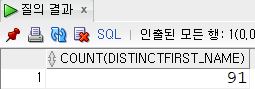 질의 결과
SQL | 인출된 모든 행: 1(0,0
COUNT(DISTINCTFIRST_NAME)
1 91